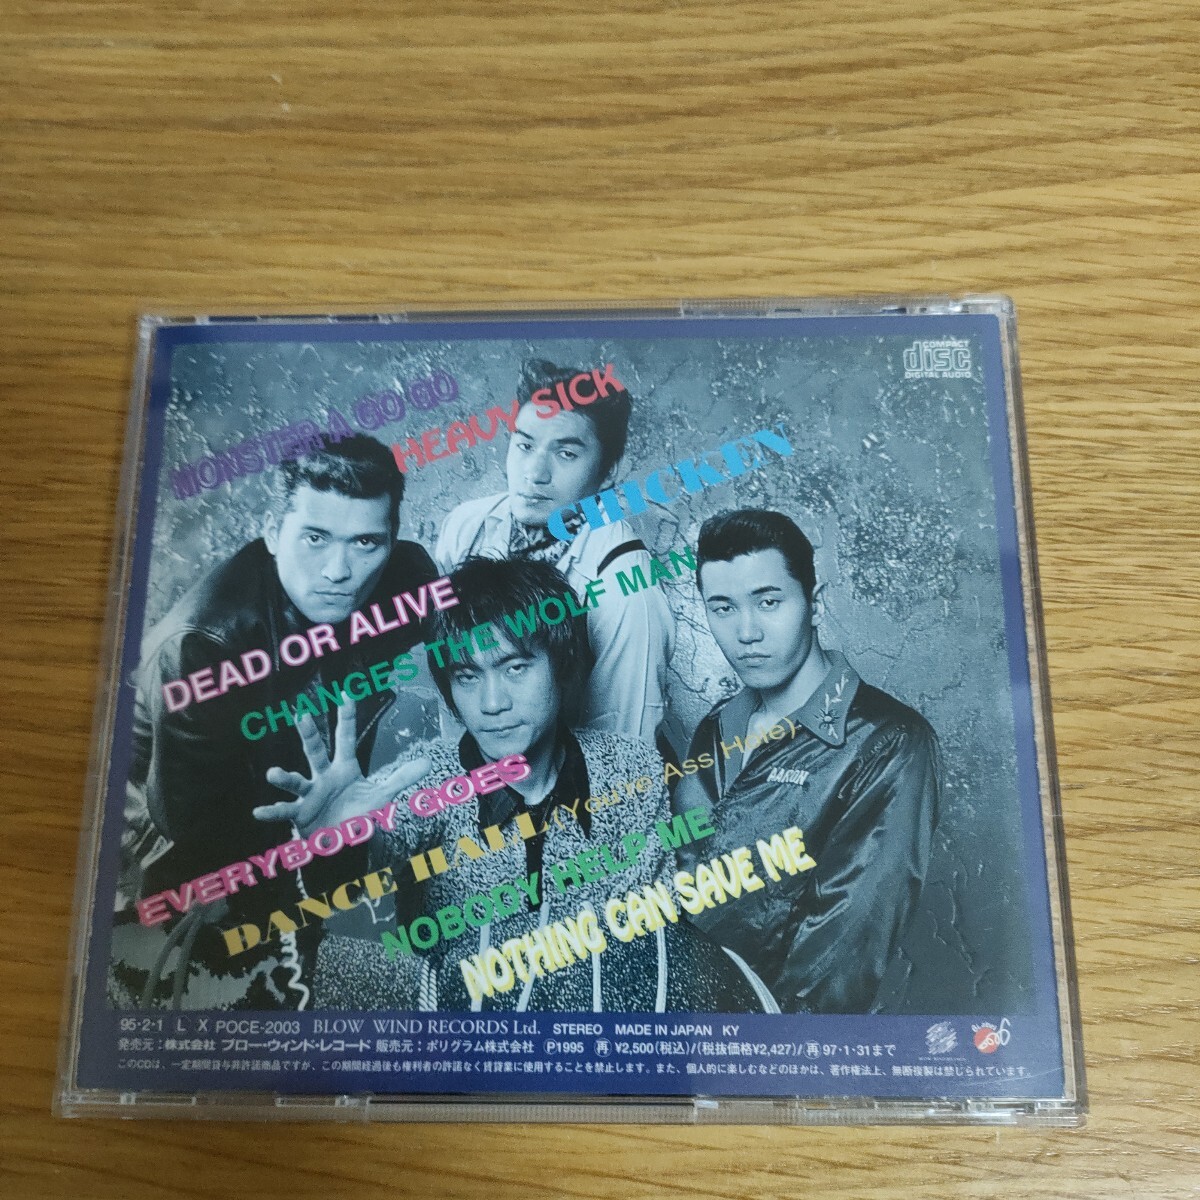 COMPACT
disc
DIGITAL AUDIO
MONSTER A GO GO
HEAVY SICK
CHICKEN
DEAD OR ALIVE
CHANGES THE WOLF MAN
EVERYBODY GOES
DANCE HALL (You're Ass Hole)
NOBODY HELP ME
NOTHING CAN SAVE ME
AARON
95・2・1 L X POCE-2003 BLOW WIND RECORDS Ltd. STEREO MADE IN JAPAN KY
発売元：株式会社 ブロー・ウィンド・レコード 販売元：ポリグラム株式会社 Ⓟ1995 ㊞¥2,500(税込)/(税抜価格¥2,427)/97・1・31まで
このCDは、一定期間貸与非許諾商品ですが、この期間経過後も権利者の許諾なく賃貸業に使用することを禁止します。また、個人的に楽しむなどのほかは、著作権法上、無断複製は禁じられています。